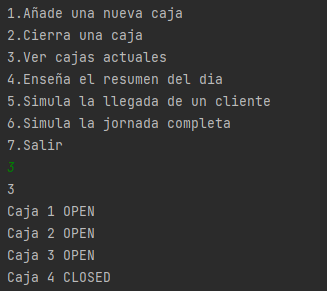 1.Añade una nueva caja
2.Cierra una caja
3.Ver cajas actuales
4.Enseña el resumen del dia
5.Simula la llegada de un cliente
6.Simula la jornada completa
7.Salir
3
3
Caja 1 OPEN
Caja 2 OPEN
Caja 3 OPEN
Caja 4 CLOSED